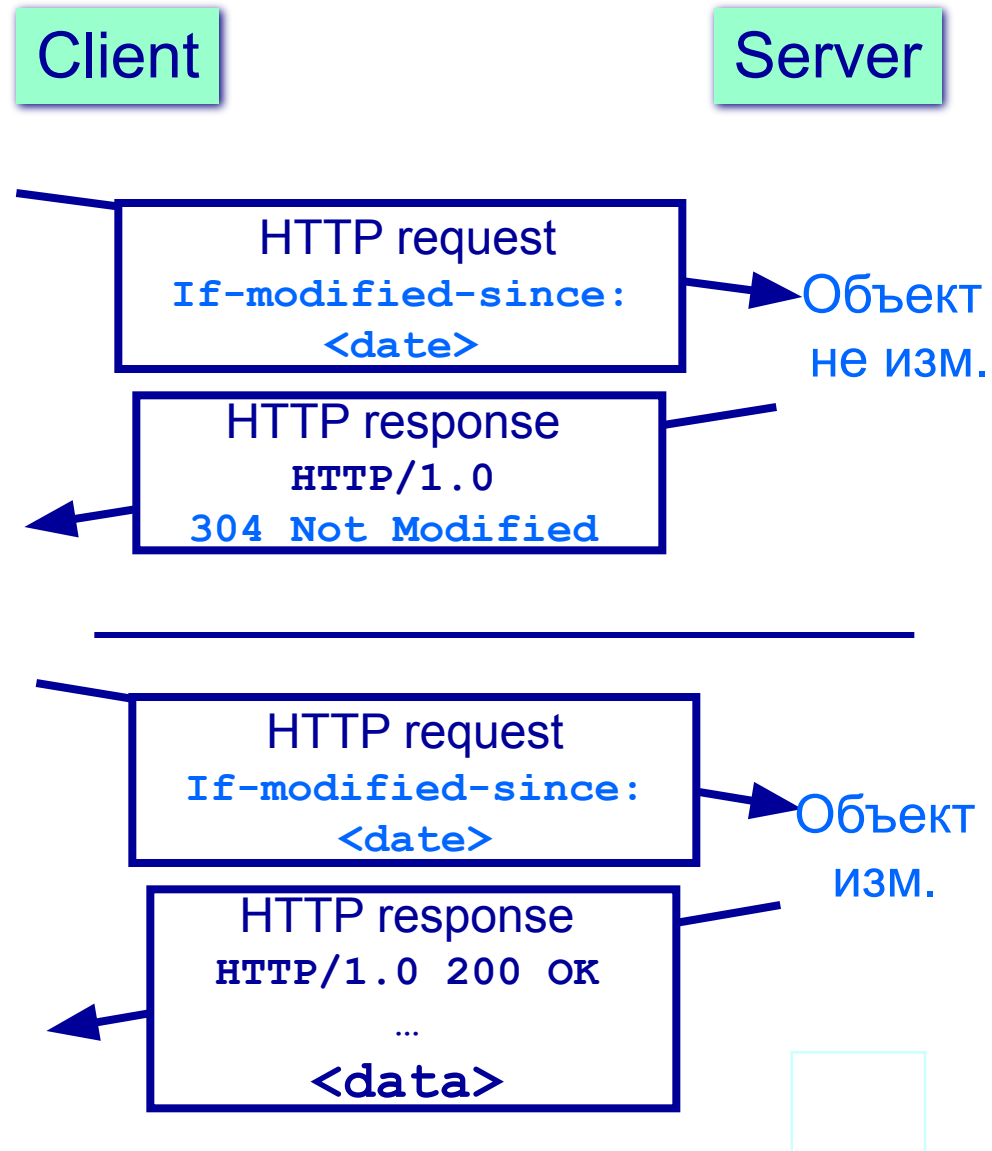 Client
Server
HTTP request
If-modified-since:
<date>
Объект
не изм.
HTTP response
HTTP/1.0
304 Not Modified
HTTP request
If-modified-since:
<date>
Объект
изм.
HTTP response
HTTP/1.0 200 OK
…
<data>